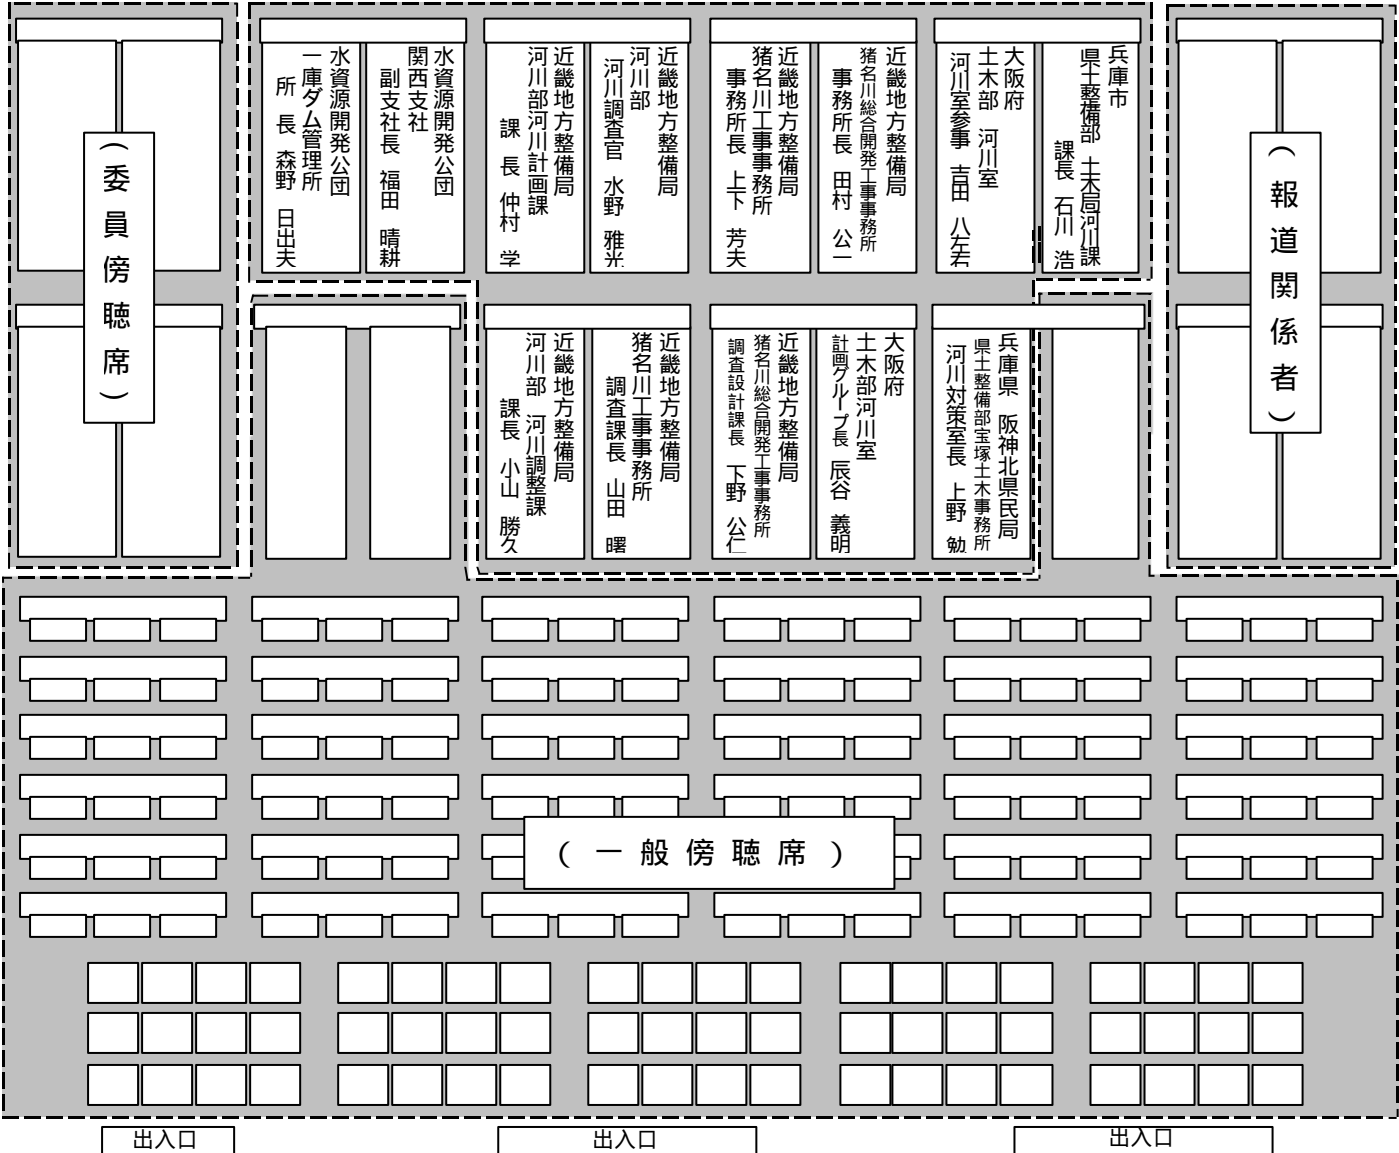 (委員傍聴席)
水資源開発公団
一庫ダム管理所
所長 森野 日出夫
水資源開発公団
関西支社
副支社長 福田 晴耕
近畿地方整備局
河川部河川計画課
課長 仲村 学
近畿地方整備局
河川部
河川調査官 水野 雅光
近畿地方整備局
猪名川工事事務所
事務所長 上下 芳夫
近畿地方整備局
猪名川総合開発工事事務所
事務所長 田村 公一
大阪府
土木部 河川室
河川室参事 吉田 八左右
兵庫市
県土整備部 土木局河川課
課長 石川 浩
(報道関係者)
近畿地方整備局
河川部 河川調整課
課長 小山 勝久
近畿地方整備局
猪名川工事事務所
調査課長 山田 曙
近畿地方整備局
猪名川総合開発工事事務所
調査設計課長 下野 公仁
大阪府
土木部河川室
計画グループ長 辰谷 義明
兵庫県 阪神北県民局
県土整備部宝塚土木事務所
河川対策室長 上野 勉
(一般傍聴席)
出入口
出入口
出入口